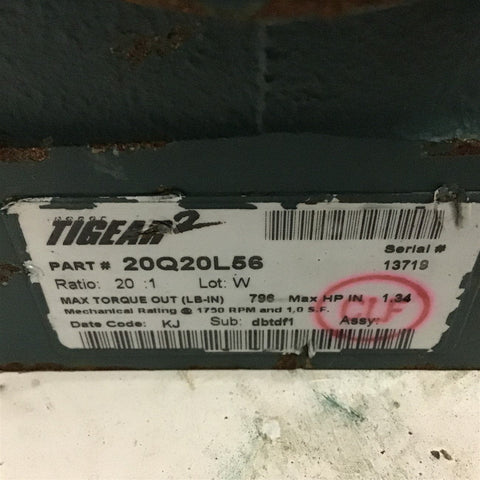 TIGEAR 2
Serial #
PART # 20Q20L56 13719
Ratio: 20 :1 Lot: W
MAX TORQUE OUT (LB-IN) 796 Max HP IN 1.34
Mechanical Rating @ 1750 RPM and 1.0 S.F.
Date Code: KJ Sub: dbtdf1 Assy:
CLF